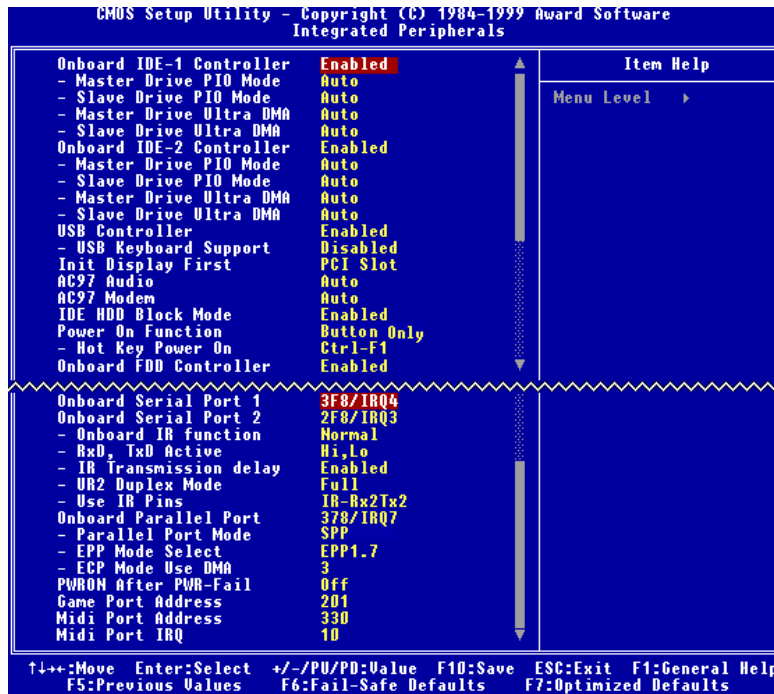 CMOS Setup Utility - Copyright (C) 1984-1999 Award Software
Integrated Peripherals
Onboard IDE-1 Controller Enabled
- Master Drive PIO Mode Auto
- Slave Drive PIO Mode Auto
- Master Drive Ultra DMA Auto
- Slave Drive Ultra DMA Auto
Onboard IDE-2 Controller Enabled
- Master Drive PIO Mode Auto
- Slave Drive PIO Mode Auto
- Master Drive Ultra DMA Auto
- Slave Drive Ultra DMA Auto
USB Controller Enabled
- USB Keyboard Support Disabled
Init Display First PCI Slot
AC97 Audio Auto
AC97 Modem Auto
IDE HDD Block Mode Enabled
Power On Function Button Only
- Hot Key Power On Ctrl-F1
Onboard FDD Controller Enabled
Item Help
Menu Level
Onboard Serial Port 1 3F8/IRQ4
Onboard Serial Port 2 2F8/IRQ3
- Onboard IR function Normal
- RxD, TxD Active Hi,Lo
- IR Transmission delay Enabled
- UR2 Duplex Mode Full
- Use IR Pins IR-Rx2Tx2
Onboard Parallel Port 378/IRQ7
- Parallel Port Mode SPP
- EPP Mode Select EPP1.7
- ECP Mode Use DMA 3
PWRON After PWR-Fail Off
Game Port Address 201
Midi Port Address 330
Midi Port IRQ 10
↑↓→←:Move Enter:Select +/-/PU/PD:Value F10:Save ESC:Exit F1:General Help
F5:Previous Values F6:Fail-Safe Defaults F7:Optimized Defaults